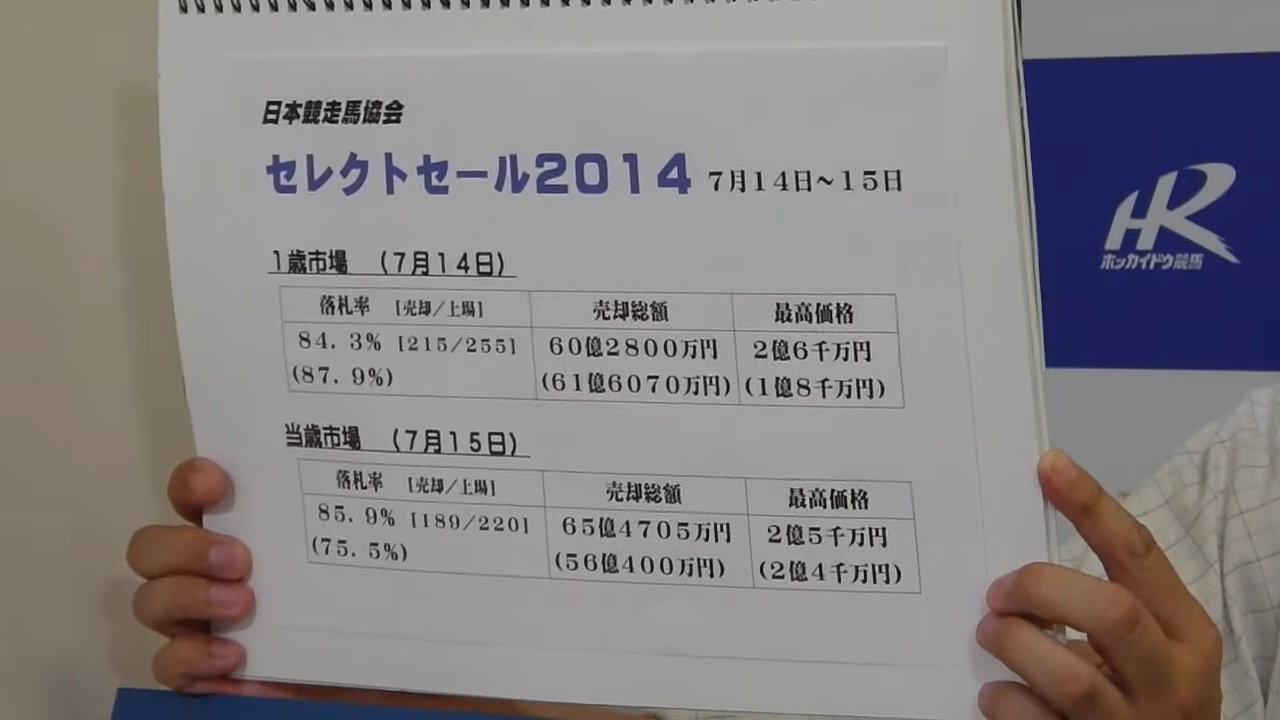 日本競走馬協会
セレクトセール2014 7月14日~15日
1歳市場 (7月14日)
落札率 [売却/上場] 売却総額 最高価格
84.3% [215/255] 60億2800万円 2億6千万円
(87.9%) (61億6070万円) (1億8千万円)
当歳市場 (7月15日)
落札率 [売却/上場] 売却総額 最高価格
85.9% [189/220] 65億4705万円 2億5千万円
(75.5%) (56億400万円) (2億4千万円)
HR
ホッカイドウ競馬